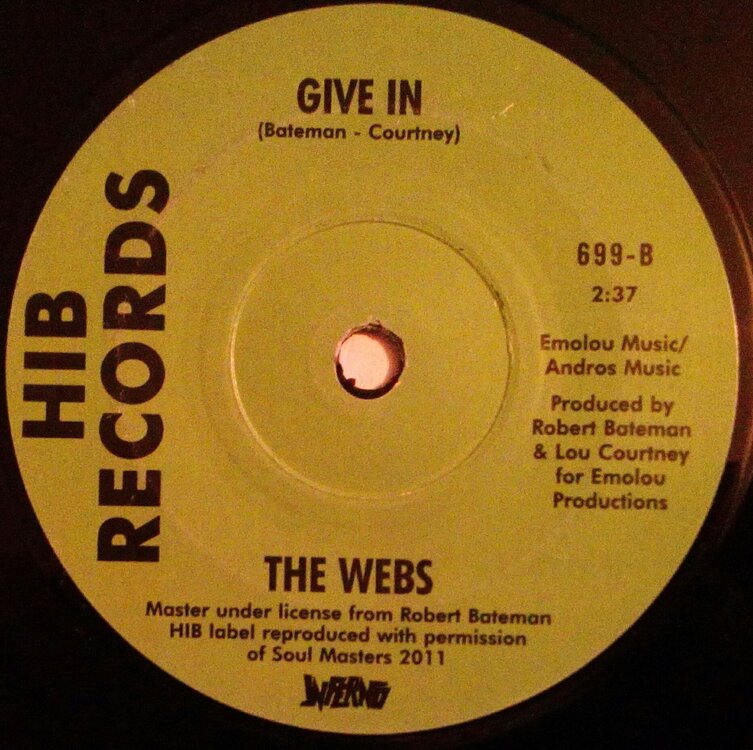 GIVE IN
(Bateman - Courtney)
HIB
RECORDS
699-B
2:37
Emolou Music/
Andros Music
Produced by
Robert Bateman
& Lou Courtney
for Emolou
Productions
THE WEBS
Master under license from Robert Bateman
HIB label reproduced with permission
of Soul Masters 2011
INFERNO